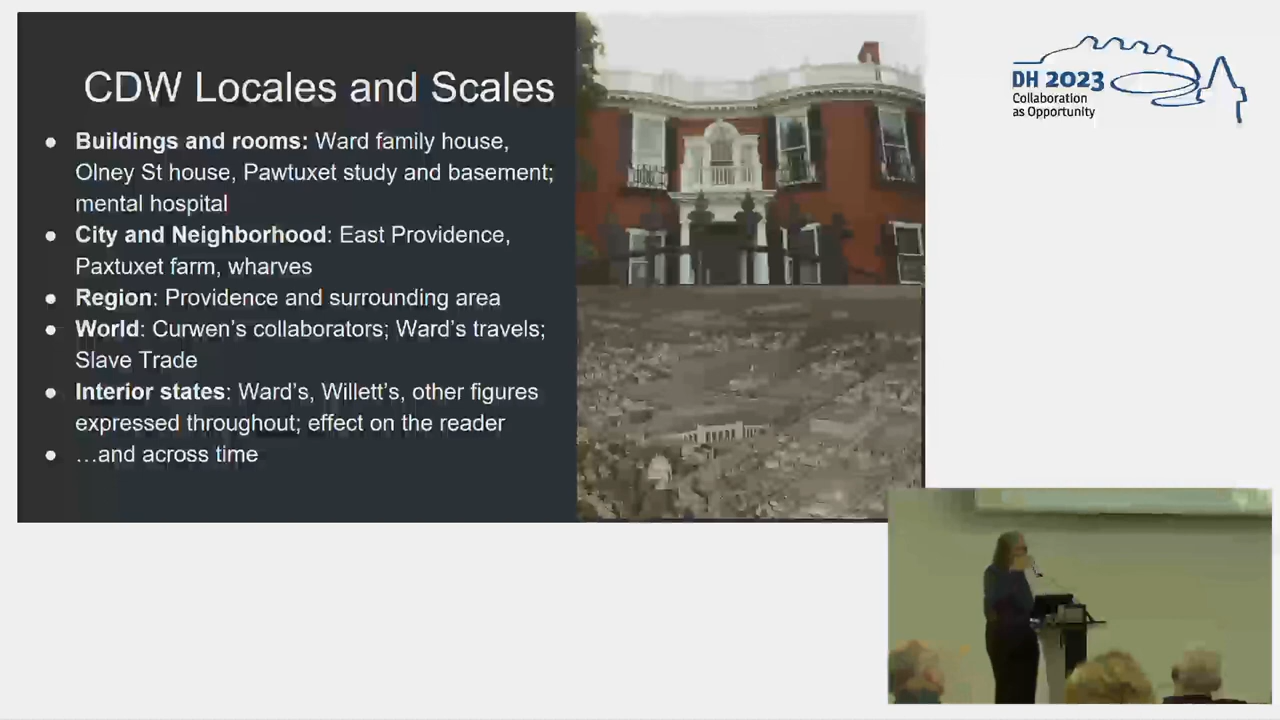 CDW Locales and Scales
● Buildings and rooms: Ward family house,
Olney St house, Pawtuxet study and basement;
mental hospital
● City and Neighborhood: East Providence,
Paxtuxet farm, wharves
● Region: Providence and surrounding area
● World: Curwen’s collaborators; Ward’s travels;
Slave Trade
● Interior states: Ward’s, Willett’s, other figures
expressed throughout; effect on the reader
● …and across time
DH 2023
Collaboration
as Opportunity